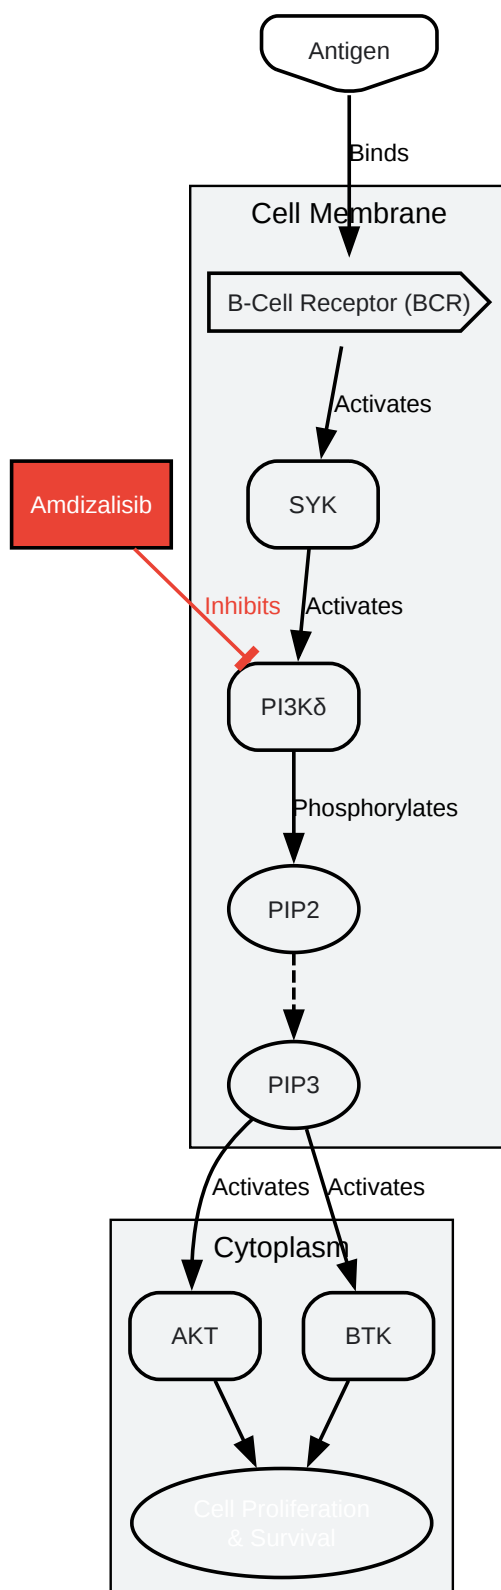 Antigen
Binds
Cell Membrane
B-Cell Receptor (BCR)
Activates
SYK
Amdizalisib
Inhibits
Activates
PI3Kδ
Phosphorylates
PIP2
PIP3
Activates
Activates
Cytoplasm
AKT
BTK
Cell Proliferation
& Survival